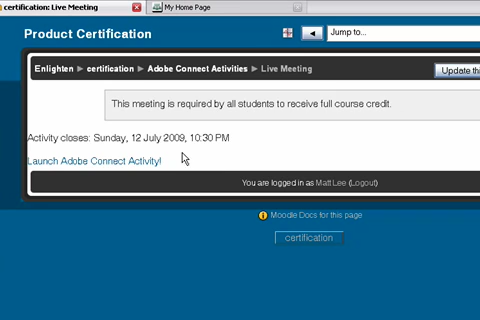 certification: Live Meeting
My Home Page
Product Certification
Jump to...
Enlighten ► certification ► Adobe Connect Activities ► Live Meeting
Update thi
This meeting is required by all students to receive full course credit.
Activity closes: Sunday, 12 July 2009, 10:30 PM
Launch Adobe Connect Activity!
You are logged in as Matt Lee (Logout)
Moodle Docs for this page
certification